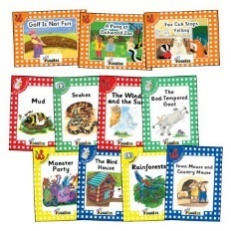 Golf Is Not Fun
Fox Cub Stops
Yelling
Mud
Snakes
The Wind
and the Sun
The
Bad-Tempered
Goat
Monster
Party
The Bird
House
Rainforests
Town Mouse and
Country Mouse